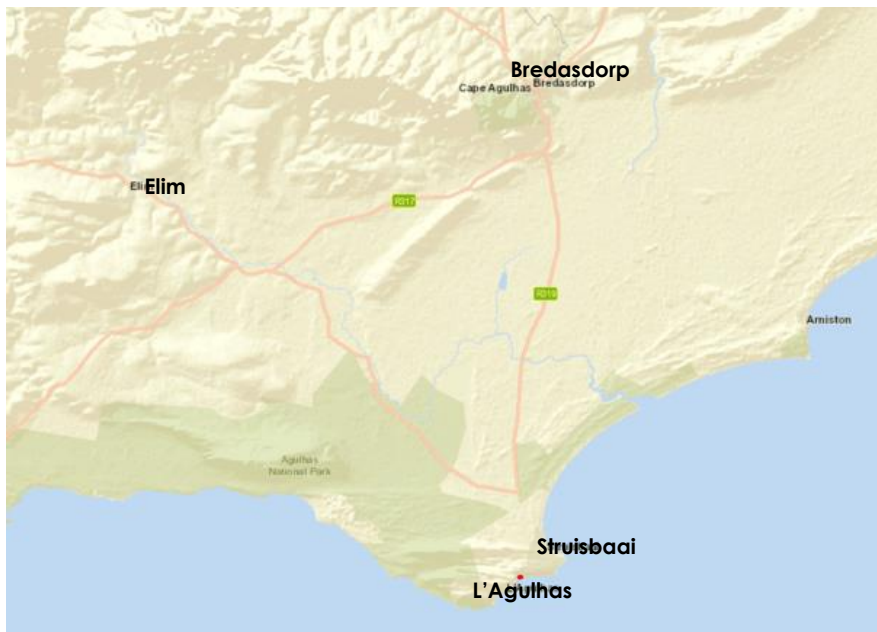 Bredasdorp
Cape Agulhas
Bredasdorp
Elim
R317
R319
Arniston
Agulhas
National Park
Struisbaai
L'Agulhas